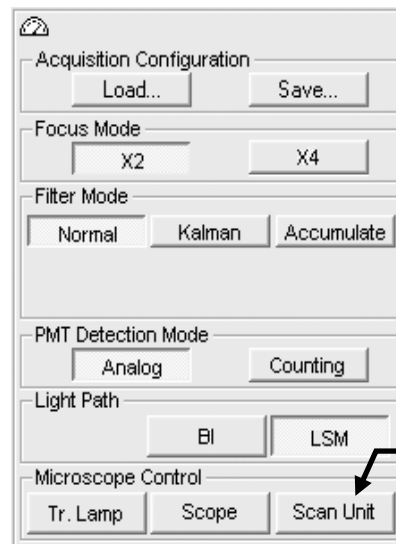 Acquisition Configuration
Load... Save...
Focus Mode
X2 X4
Filter Mode
Normal Kalman Accumulate
PMT Detection Mode
Analog Counting
Light Path
BI LSM
Microscope Control
Tr. Lamp Scope Scan Unit